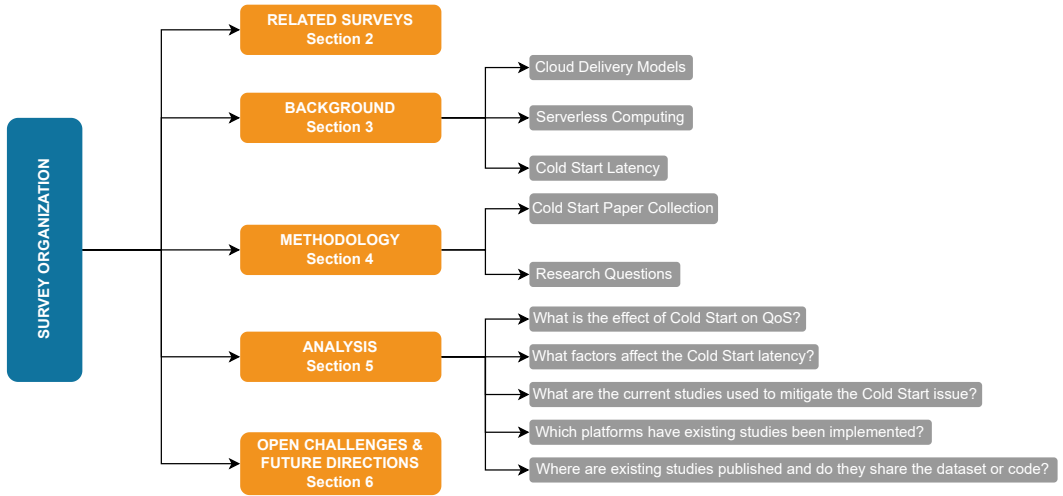 SURVEY ORGANIZATION
RELATED SURVEYS
Section 2
BACKGROUND
Section 3
Cloud Delivery Models
Serverless Computing
Cold Start Latency
METHODOLOGY
Section 4
Cold Start Paper Collection
Research Questions
ANALYSIS
Section 5
What is the effect of Cold Start on QoS?
What factors affect the Cold Start latency?
What are the current studies used to mitigate the Cold Start issue?
Which platforms have existing studies been implemented?
Where are existing studies published and do they share the dataset or code?
OPEN CHALLENGES &
FUTURE DIRECTIONS
Section 6